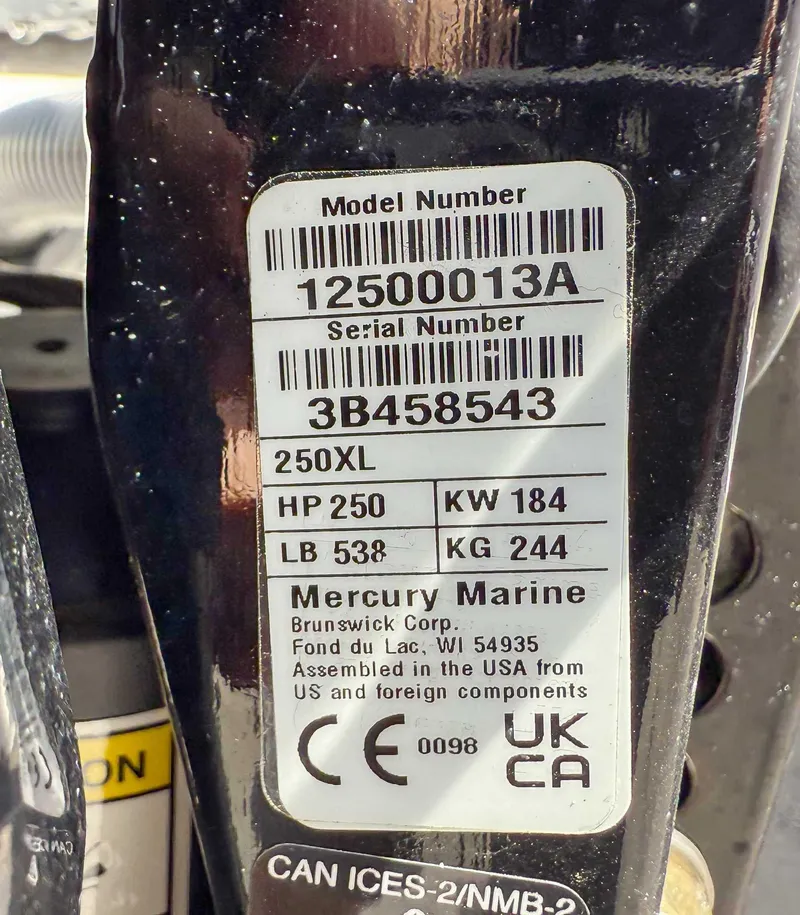 Model Number
12500013A
Serial Number
3B458543
250XL
HP 250 KW 184
LB 538 KG 244
Mercury Marine
Brunswick Corp.
Fond du Lac, WI 54935
Assembled in the USA from
US and foreign components
CE 0098 UK
CA
ON
CAN ICES-2/NMB-2